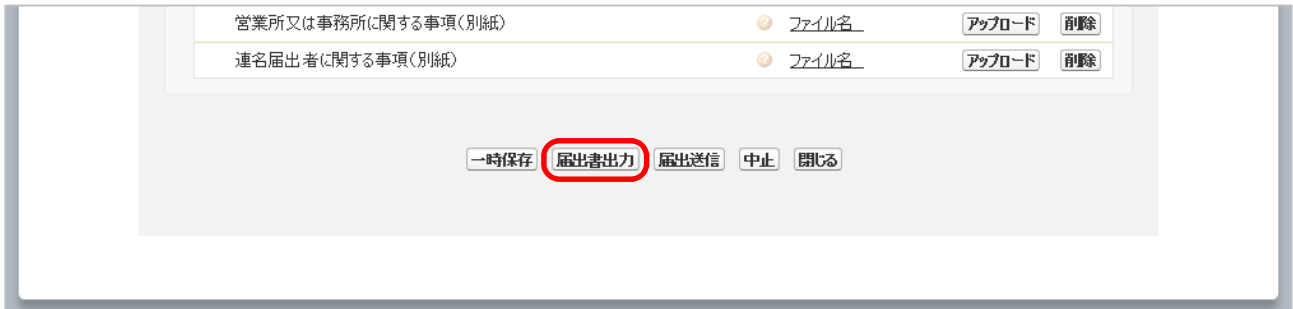 営業所又は事務所に関する事項(別紙) ? ファイル名 アップロード 削除
連名届出者に関する事項(別紙) ? ファイル名 アップロード 削除
一時保存 届出書出力 届出送信 中止 閉じる